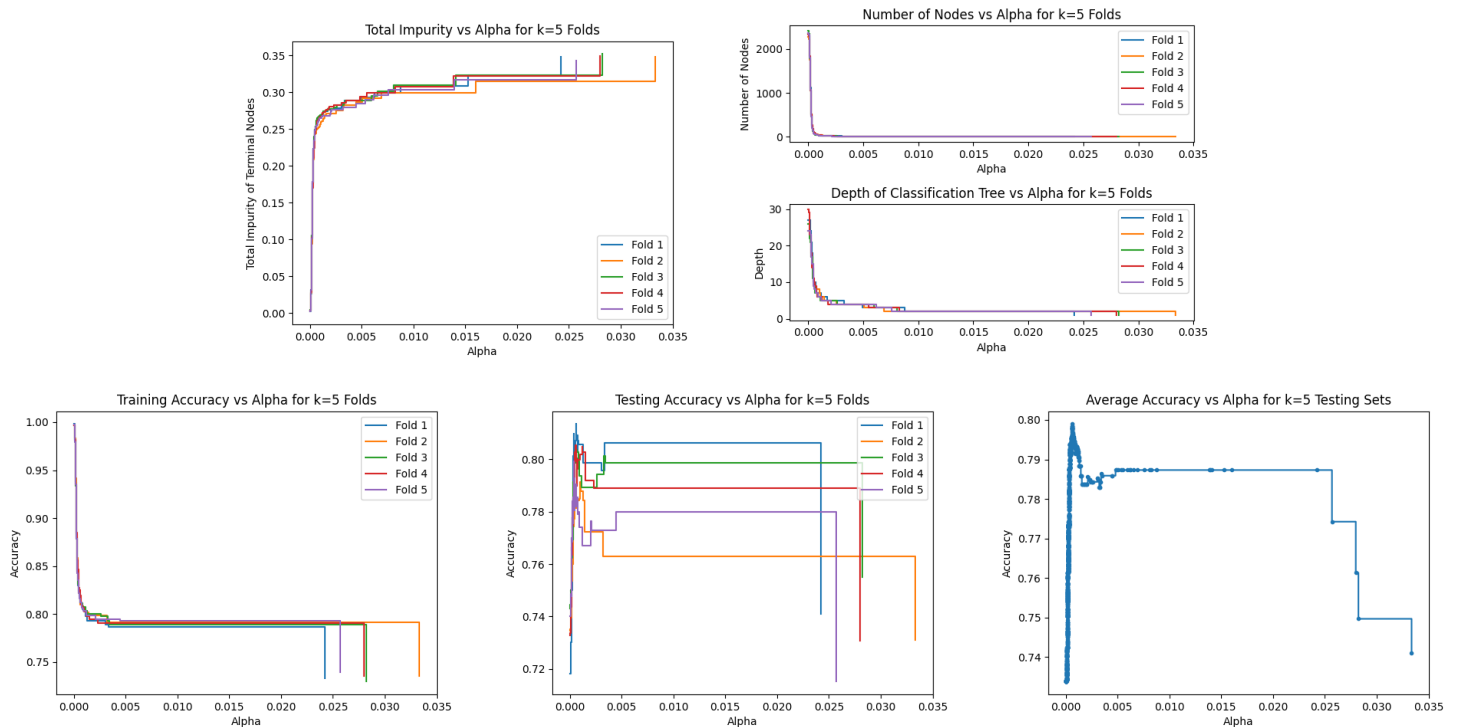 Total Impurity vs Alpha for k=5 Folds
Total Impurity of Terminal Nodes
0.35
0.30
0.25
0.20
0.15
0.10
0.05
0.00
Fold 1
Fold 2
Fold 3
Fold 4
Fold 5
0.000 0.005 0.010 0.015 0.020 0.025 0.030 0.035
Alpha
Number of Nodes vs Alpha for k=5 Folds
Number of Nodes
2000
1000
0
Fold 1
Fold 2
Fold 3
Fold 4
Fold 5
0.000 0.005 0.010 0.015 0.020 0.025 0.030 0.035
Alpha
Depth of Classification Tree vs Alpha for k=5 Folds
Depth
30
20
10
0
Fold 1
Fold 2
Fold 3
Fold 4
Fold 5
0.000 0.005 0.010 0.015 0.020 0.025 0.030 0.035
Alpha
Training Accuracy vs Alpha for k=5 Folds
Accuracy
1.00
0.95
0.90
0.85
0.80
0.75
Fold 1
Fold 2
Fold 3
Fold 4
Fold 5
0.000 0.005 0.010 0.015 0.020 0.025 0.030 0.035
Alpha
Testing Accuracy vs Alpha for k=5 Folds
Accuracy
0.80
0.78
0.76
0.74
0.72
Fold 1
Fold 2
Fold 3
Fold 4
Fold 5
0.000 0.005 0.010 0.015 0.020 0.025 0.030 0.035
Alpha
Average Accuracy vs Alpha for k=5 Testing Sets
Accuracy
0.80
0.79
0.78
0.77
0.76
0.75
0.74
0.000 0.005 0.010 0.015 0.020 0.025 0.030 0.035
Alpha